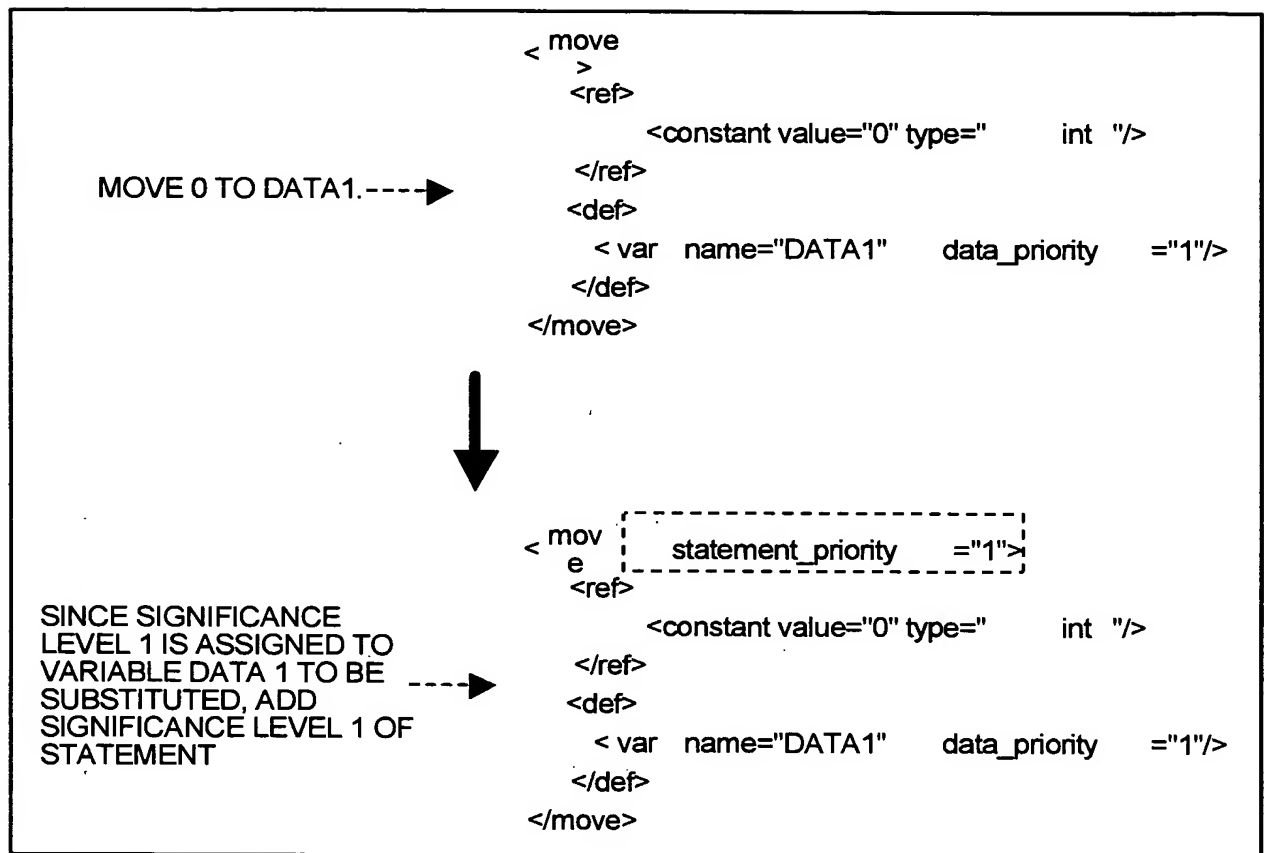 < move
>
<ref>
<constant value="0" type=" int "/>
</ref>
MOVE 0 TO DATA1.
<def>
< var name="DATA1" data_priority ="1"/>
</def>
</move>
< mov
e
statement_priority ="1">
<ref>
<constant value="0" type=" int "/>
</ref>
SINCE SIGNIFICANCE
LEVEL 1 IS ASSIGNED TO
VARIABLE DATA 1 TO BE
SUBSTITUTED, ADD
SIGNIFICANCE LEVEL 1 OF
STATEMENT
<def>
< var name="DATA1" data_priority ="1"/>
</def>
</move>